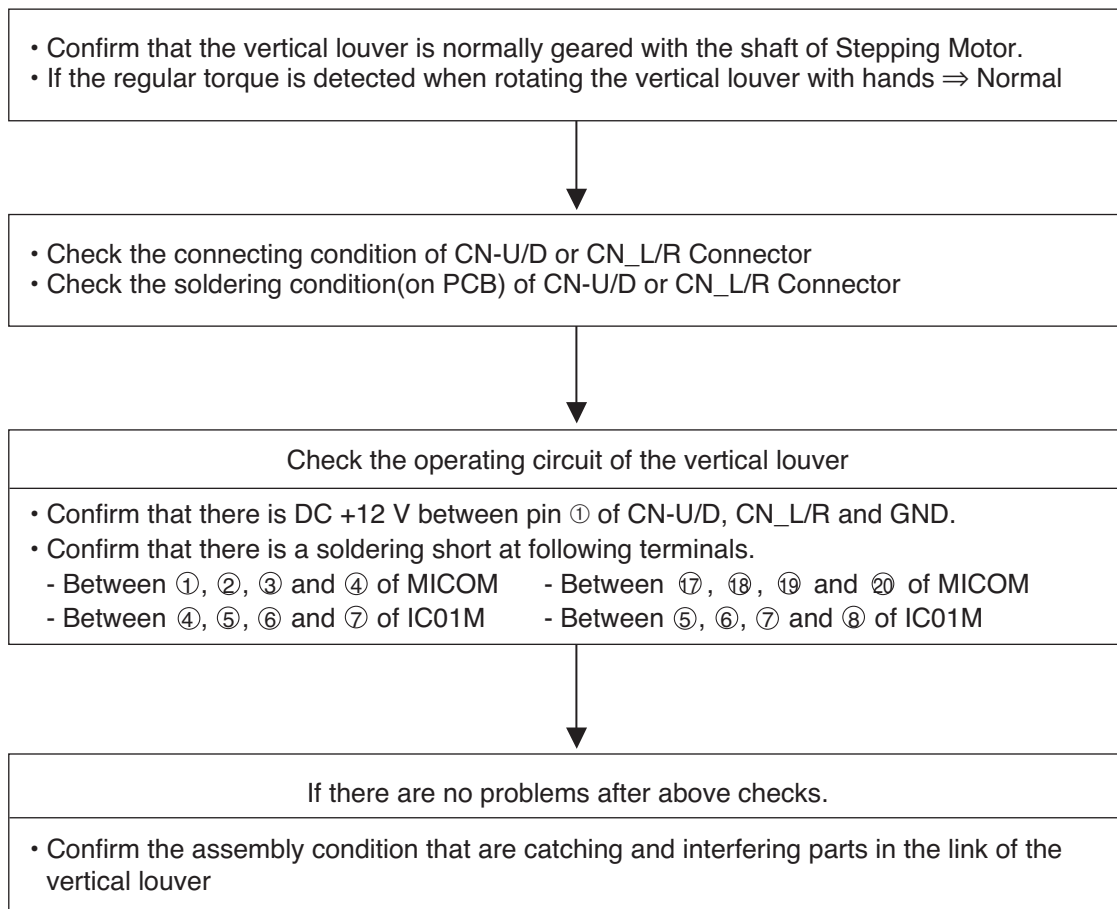 • Confirm that the vertical louver is normally geared with the shaft of Stepping Motor.
• If the regular torque is detected when rotating the vertical louver with hands ⇒ Normal
• Check the connecting condition of CN-U/D or CN_L/R Connector
• Check the soldering condition(on PCB) of CN-U/D or CN_L/R Connector
Check the operating circuit of the vertical louver
• Confirm that there is DC +12 V between pin ① of CN-U/D, CN_L/R and GND.
• Confirm that there is a soldering short at following terminals.
- Between ①, ②, ③ and ④ of MICOM - Between ⑰, ⑱, ⑲ and ⑳ of MICOM
- Between ④, ⑤, ⑥ and ⑦ of IC01M - Between ⑤, ⑥, ⑦ and ⑧ of IC01M
If there are no problems after above checks.
• Confirm the assembly condition that are catching and interfering parts in the link of the
vertical louver